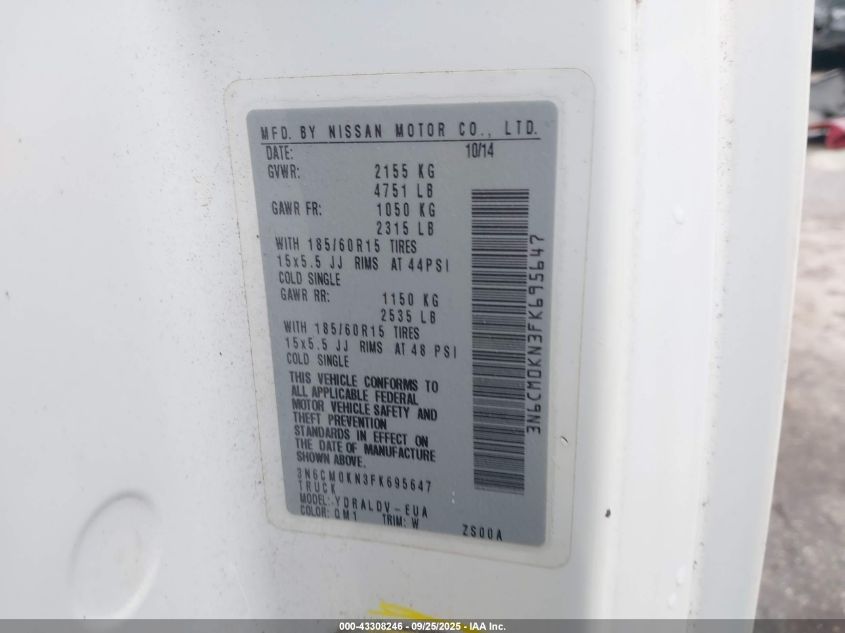 MFD. BY NISSAN MOTOR CO., LTD.
DATE: 10/14
GVWR: 2155 KG
4751 LB
GAWR FR: 1050 KG
2315 LB
WITH 185/60R15 TIRES
15x5.5 JJ RIMS AT 44PSI
COLD SINGLE
GAWR RR: 1150 KG
2535 LB
WITH 185/60R15 TIRES
15x5.5 JJ RIMS AT 48 PSI
COLD SINGLE
THIS VEHICLE CONFORMS TO
ALL APPLICABLE FEDERAL
MOTOR VEHICLE SAFETY AND
THEFT PREVENTION
STANDARDS IN EFFECT ON
THE DATE OF MANUFACTURE
SHOWN ABOVE.
3N6CM0KN3FK695647
TRUCK
MODEL: YDRALDV-EUA
COLOR: QM1 TRIM: W
ZS00A
3N6CM0KN3FK695647
000-43308246 - 09/25/2025 - IAA Inc.